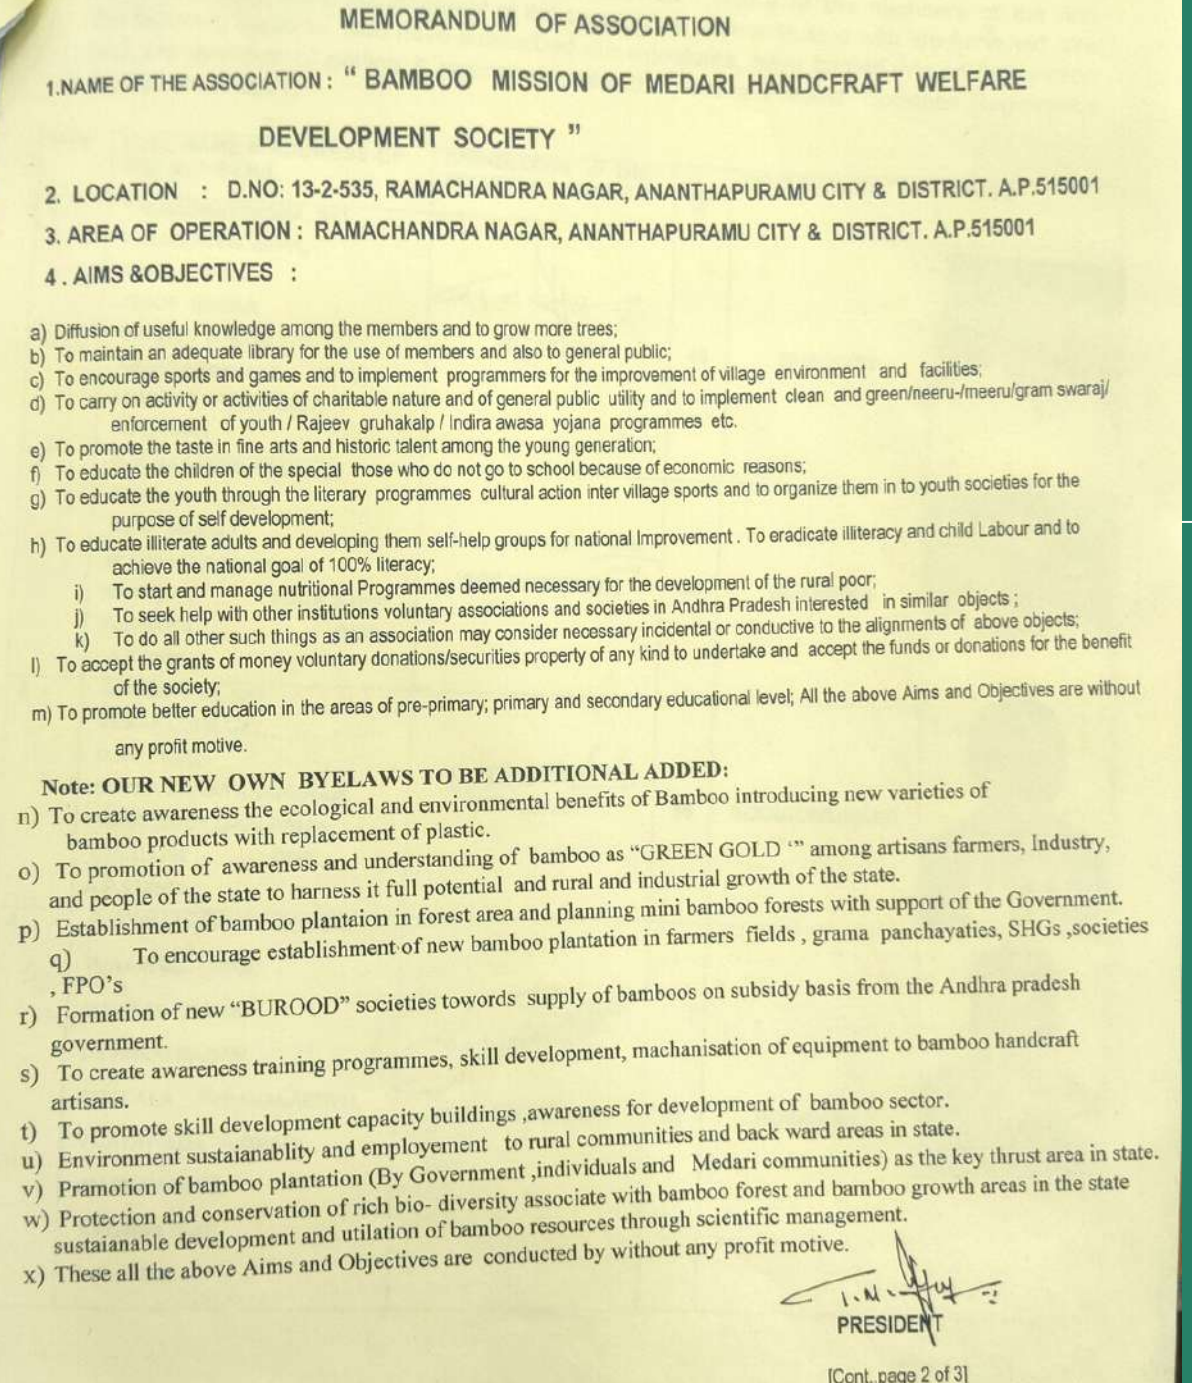 MEMORANDUM OF ASSOCIATION
1.NAME OF THE ASSOCIATION : “ BAMBOO MISSION OF MEDARI HANDCFRAFT WELFARE
DEVELOPMENT SOCIETY ”
2. LOCATION : D.NO: 13-2-535, RAMACHANDRA NAGAR, ANANTHAPURAMU CITY & DISTRICT. A.P.515001
3. AREA OF OPERATION : RAMACHANDRA NAGAR, ANANTHAPURAMU CITY & DISTRICT. A.P.515001
4 . AIMS &OBJECTIVES :
a) Diffusion of useful knowledge among the members and to grow more trees;
b) To maintain an adequate library for the use of members and also to general public;
c) To encourage sports and games and to implement programmers for the improvement of village environment and facilities;
d) To carry on activity or activities of charitable nature and of general public utility and to implement clean and green/neeru-/meeru/gram swaraj/
enforcement of youth / Rajeev gruhakalp / Indira awasa yojana programmes etc.
e) To promote the taste in fine arts and historic talent among the young generation;
f) To educate the children of the special those who do not go to school because of economic reasons;
g) To educate the youth through the literary programmes cultural action inter village sports and to organize them in to youth societies for the
purpose of self development;
h) To educate illiterate adults and developing them self-help groups for national Improvement . To eradicate illiteracy and child Labour and to
achieve the national goal of 100% literacy;
i) To start and manage nutritional Programmes deemed necessary for the development of the rural poor;
j) To seek help with other institutions voluntary associations and societies in Andhra Pradesh interested in similar objects ;
k) To do all other such things as an association may consider necessary incidental or conductive to the alignments of above objects;
l) To accept the grants of money voluntary donations/securities property of any kind to undertake and accept the funds or donations for the benefit
of the society;
m) To promote better education in the areas of pre-primary; primary and secondary educational level; All the above Aims and Objectives are without
any profit motive.
Note: OUR NEW OWN BYELAWS TO BE ADDITIONAL ADDED:
n) To create awareness the ecological and environmental benefits of Bamboo introducing new varieties of
bamboo products with replacement of plastic.
o) To promotion of awareness and understanding of bamboo as “GREEN GOLD ‘” among artisans farmers, Industry,
and people of the state to harness it full potential and rural and industrial growth of the state.
p) Establishment of bamboo plantaion in forest area and planning mini bamboo forests with support of the Government.
q) To encourage establishment of new bamboo plantation in farmers fields , grama panchayaties, SHGs ,societies
, FPO’s
r) Formation of new “BUROOD” societies towords supply of bamboos on subsidy basis from the Andhra pradesh
government.
s) To create awareness training programmes, skill development, machanisation of equipment to bamboo handcraft
artisans.
t) To promote skill development capacity buildings ,awareness for development of bamboo sector.
u) Environment sustaianablity and employement to rural communities and back ward areas in state.
v) Pramotion of bamboo plantation (By Government ,individuals and Medari communities) as the key thrust area in state.
w) Protection and conservation of rich bio- diversity associate with bamboo forest and bamboo growth areas in the state
sustaianable development and utilation of bamboo resources through scientific management.
x) These all the above Aims and Objectives are conducted by without any profit motive.
PRESIDENT
[Cont..page 2 of 3]